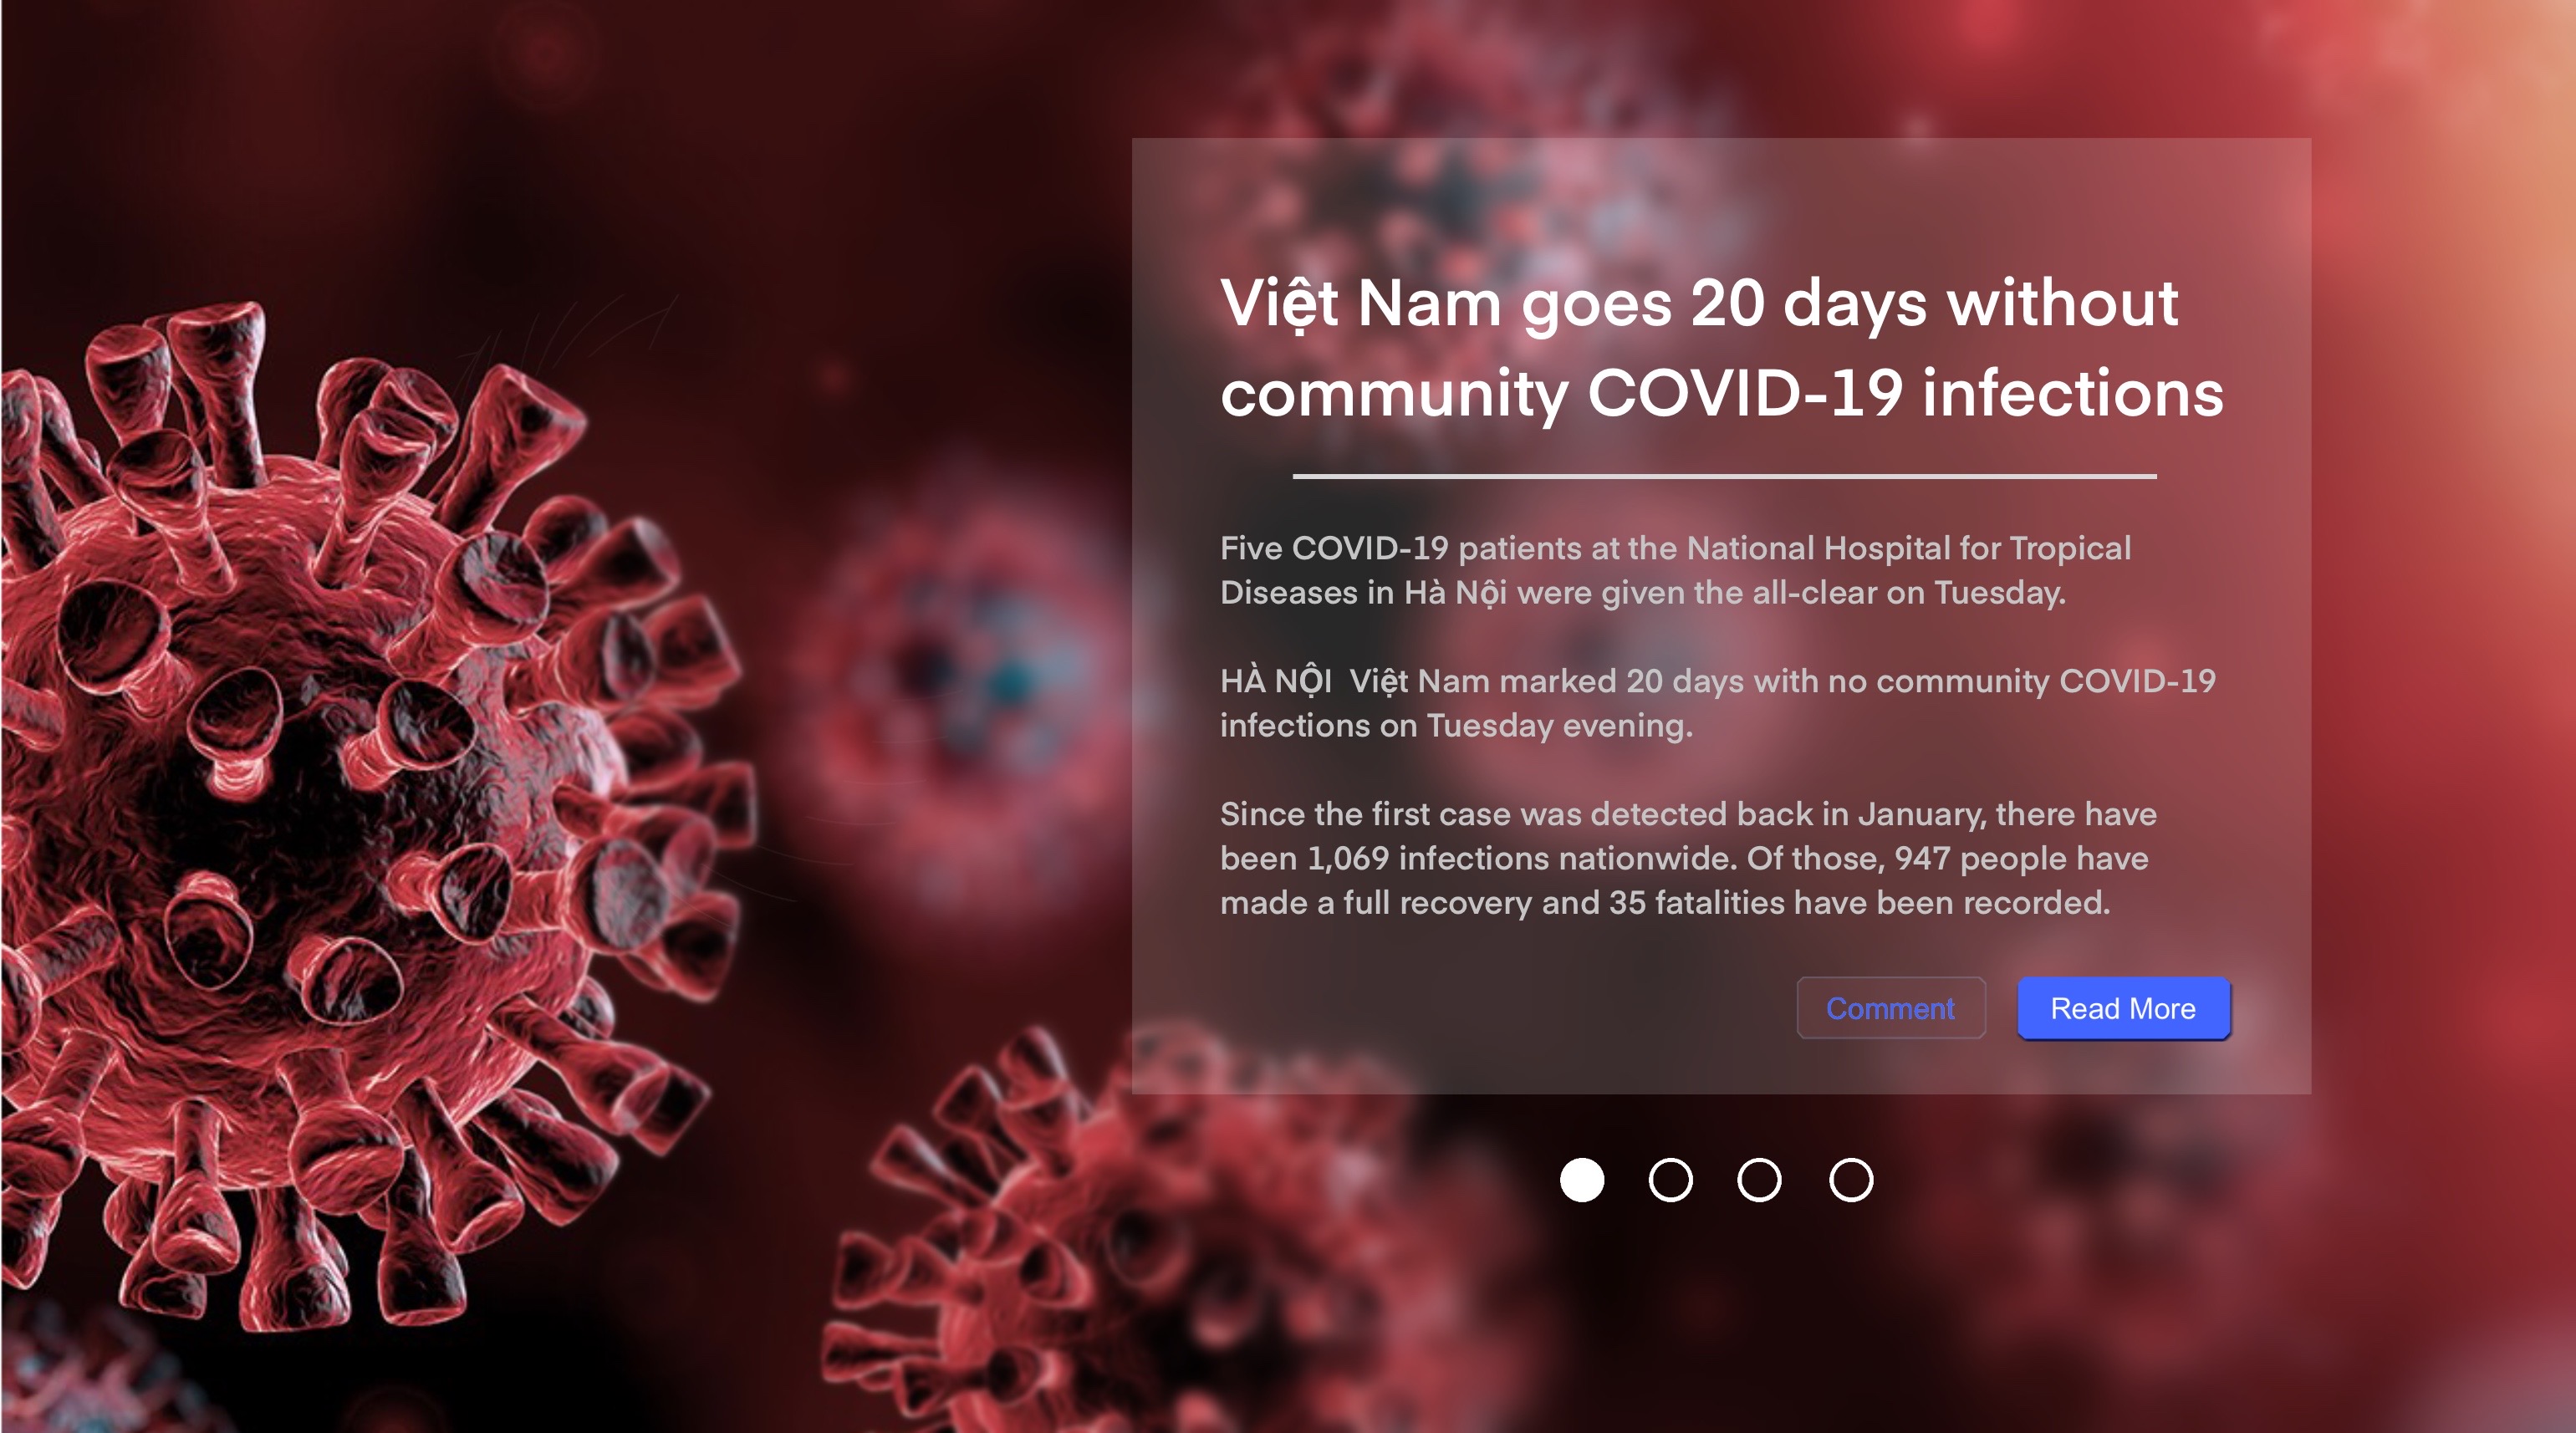 Việt Nam goes 20 days without
community COVID-19 infections
Five COVID-19 patients at the National Hospital for Tropical
Diseases in Hà Nội were given the all-clear on Tuesday.
HÀ NỘI  Việt Nam marked 20 days with no community COVID-19
infections on Tuesday evening.
Since the first case was detected back in January, there have
been 1,069 infections nationwide. Of those, 947 people have
made a full recovery and 35 fatalities have been recorded.
Comment
Read More